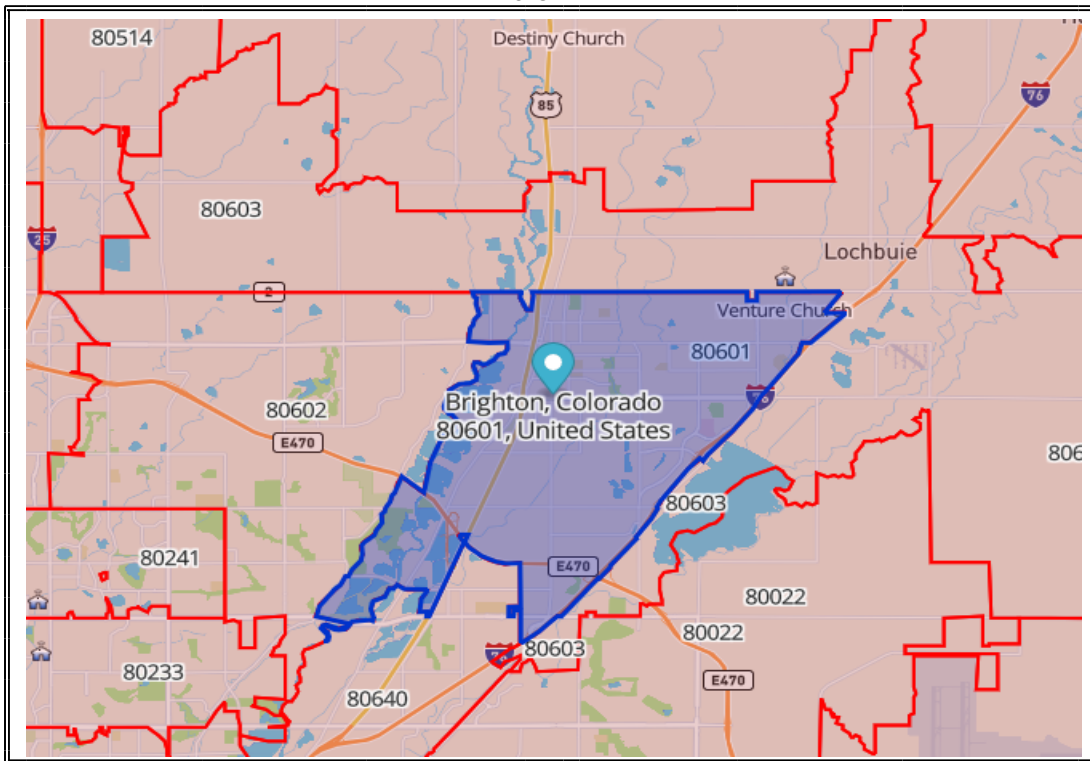 80514
Destiny Church
85
76
80603
25
Lochbuie
2
Venture Church
80601
Brighton, Colorado
80601, United States
76
80602
E470
806
80603
80241
E470
80022
80022
80603
80233
E470
80640